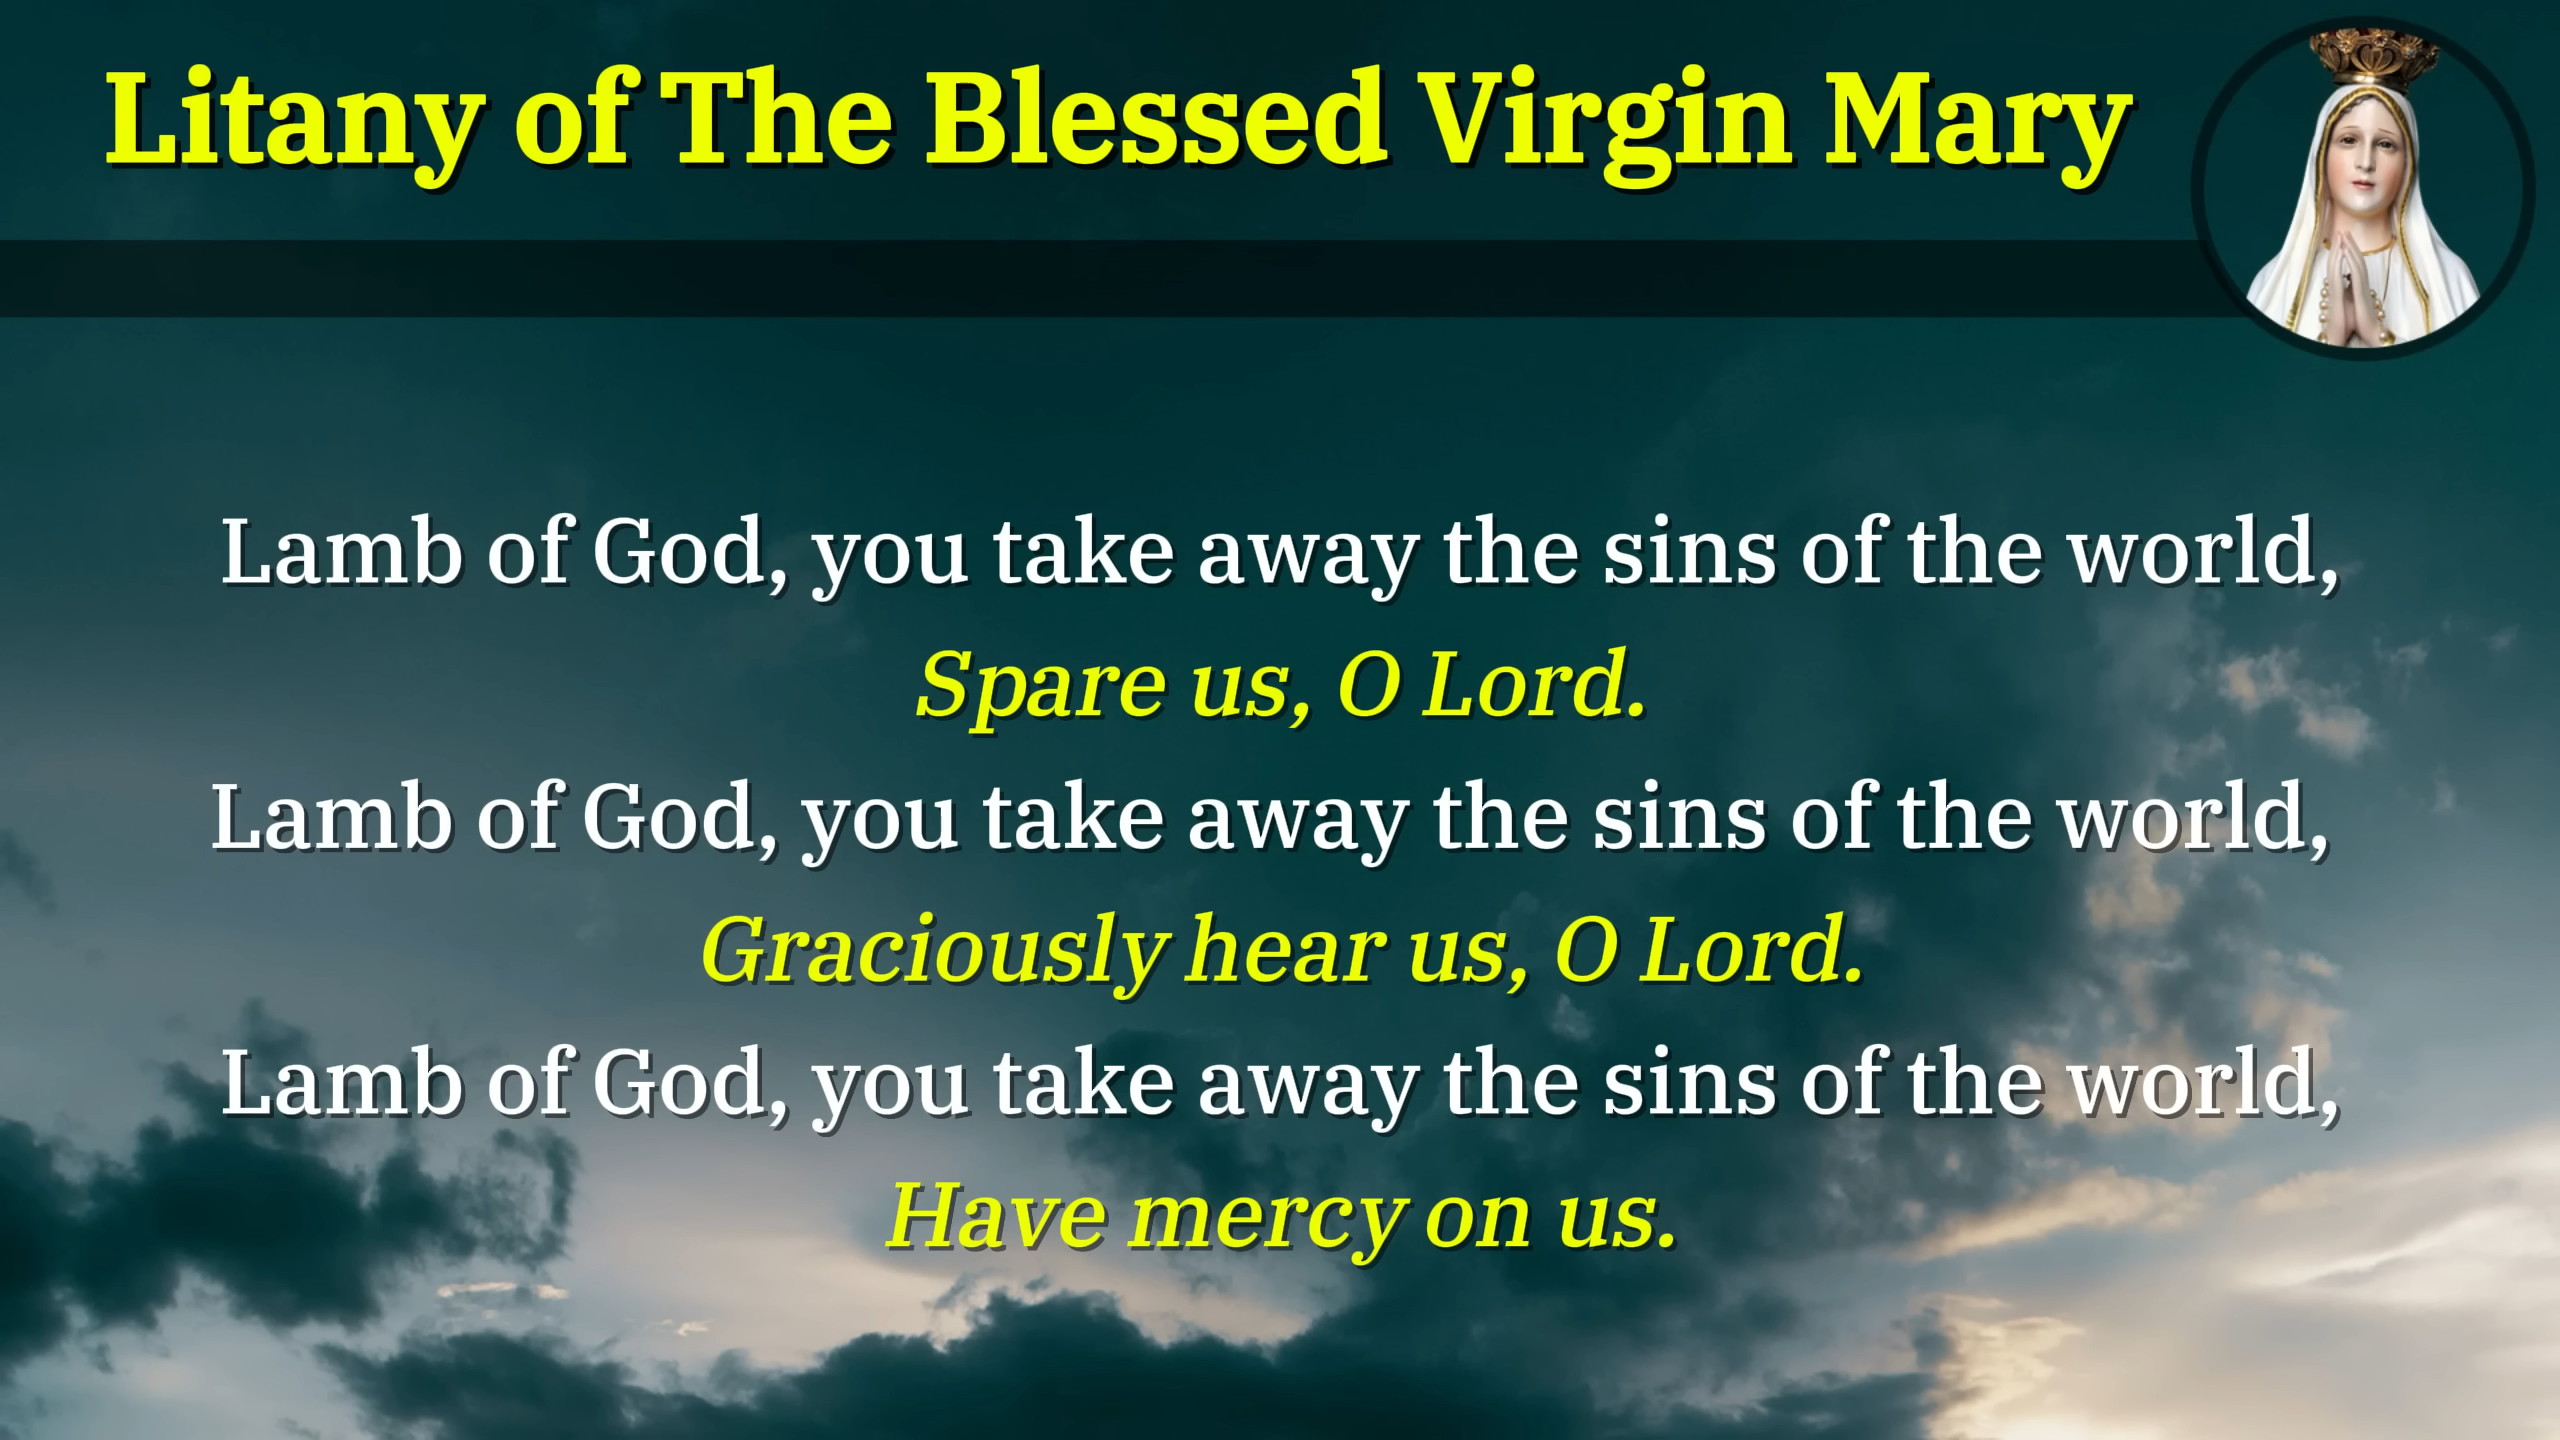 Litany of The Blessed Virgin Mary
Lamb of God, you take away the sins of the world,
Spare us, O Lord.
Lamb of God, you take away the sins of the world,
Graciously hear us, O Lord.
Lamb of God, you take away the sins of the world,
Have mercy on us.